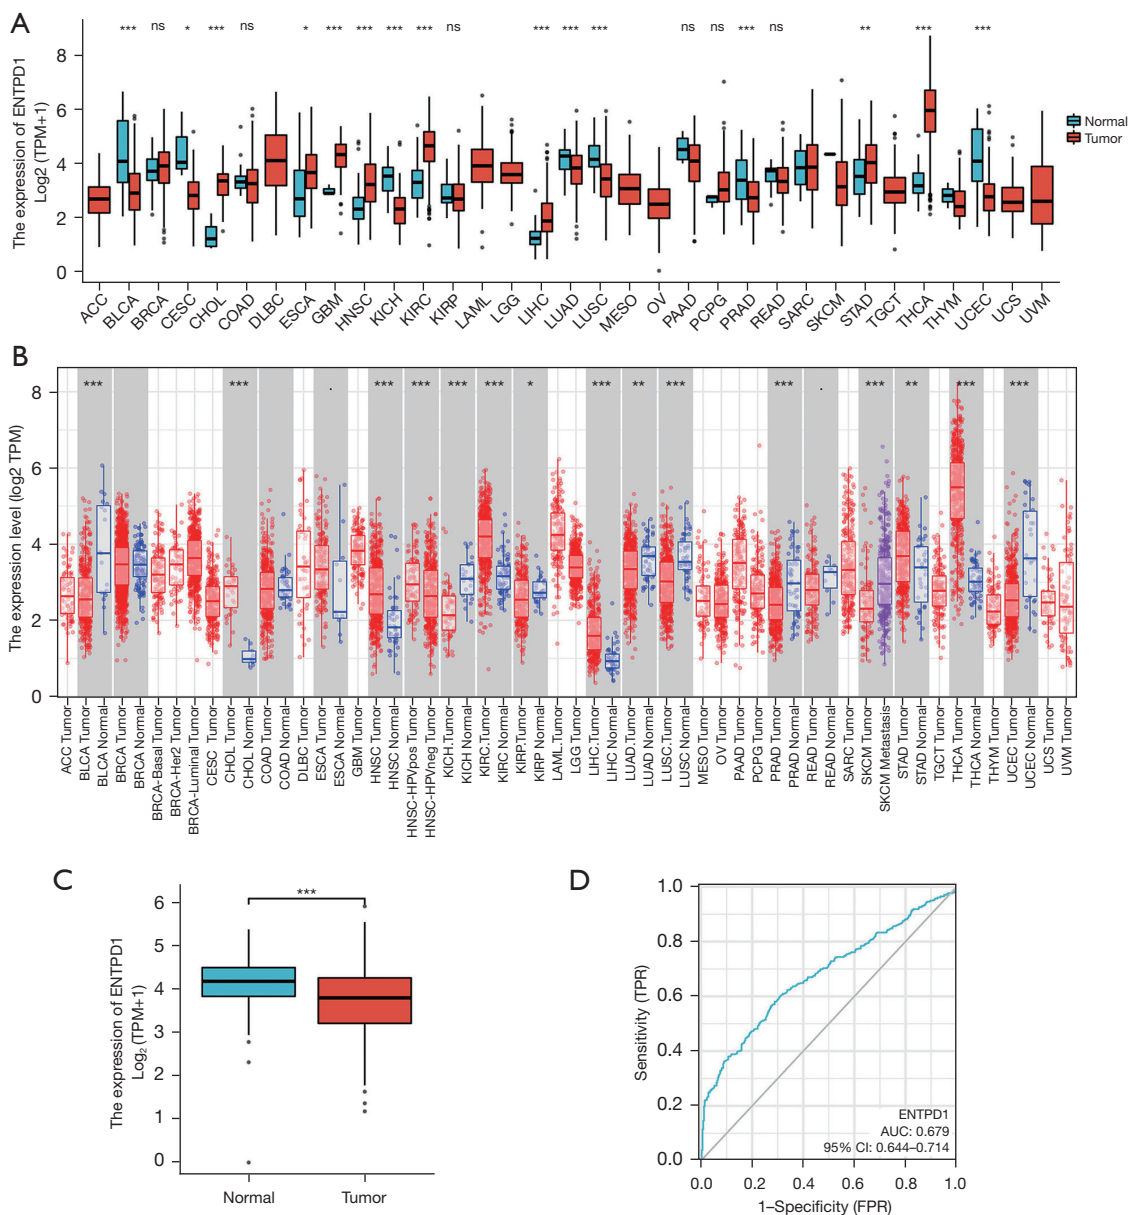 A
The expression of ENTPD1
Log2 (TPM+1)
8
6
4
2
0
*** ns * *** ns * *** *** *** *** ns *** *** *** ns ns *** ns ** *** ***
Normal
Tumor
ACC BLCA BRCA CESC CHOL COAD DLBC ESCA GBM HNSC KICH KIRC KIRP LAML LGG LIHC LUAD LUSC MESO OV PAAD PCPG PRAD READ SARC SKCM STAD TGCT THCA THYM UCEC UCS UVM
B
The expression level (log2 TPM)
8
6
4
2
0
*** *** . *** *** *** *** * *** ** *** *** . *** ** *** ***
ACC Tumor
BLCA Tumor
BLCA Normal
BRCA Tumor
BRCA Normal
BRCA-Basal Tumor
BRCA-Her2 Tumor
BRCA-Luminal Tumor
CESC Tumor
CHOL Tumor
CHOL Normal
COAD Tumor
COAD Normal
DLBC Tumor
ESCA Tumor
ESCA Normal
GBM Tumor
HNSC Tumor
HNSC Normal
HNSC-HPVpos Tumor
HNSC-HPVneg Tumor
KICH.Tumor
KICH Normal
KIRC.Tumor
KIRC Normal
KIRP.Tumor
KIRP Normal
LAML.Tumor
LGG Tumor
LIHC.Tumor
LIHC Normal
LUAD.Tumor
LUAD Normal
LUSC.Tumor
LUSC Normal
MESO Tumor
OV Tumor
PAAD Tumor
PCPG Tumor
PRAD Tumor
PRAD Normal
READ Tumor
READ Normal
SARC Tumor
SKCM Tumor
SKCM Metastasis
STAD Tumor
STAD Normal
TGCT Tumor
THCA Tumor
THCA Normal
THYM Tumor
UCEC Tumor
UCEC Normal
UCS Tumor
UVM Tumor
C
The expression of ENTPD1
Log₂ (TPM+1)
6
5
4
3
2
1
0
***
Normal Tumor
D
Sensitivity (TPR)
1.0
0.8
0.6
0.4
0.2
0.0
ENTPD1
AUC: 0.679
95% CI: 0.644–0.714
0.0 0.2 0.4 0.6 0.8 1.0
1–Specificity (FPR)